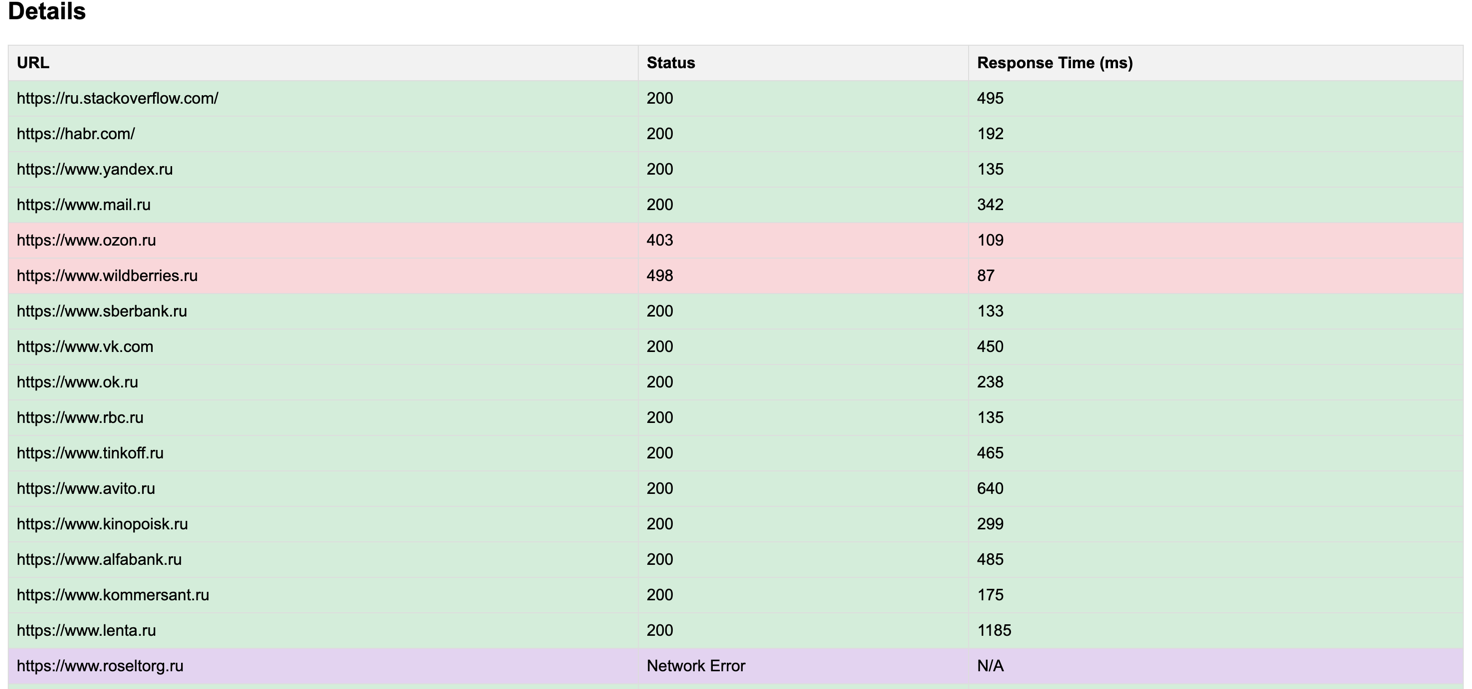 Details
URL Status Response Time (ms)
https://ru.stackoverflow.com/ 200 495
https://habr.com/ 200 192
https://www.yandex.ru 200 135
https://www.mail.ru 200 342
https://www.ozon.ru 403 109
https://www.wildberries.ru 498 87
https://www.sberbank.ru 200 133
https://www.vk.com 200 450
https://www.ok.ru 200 238
https://www.rbc.ru 200 135
https://www.tinkoff.ru 200 465
https://www.avito.ru 200 640
https://www.kinopoisk.ru 200 299
https://www.alfabank.ru 200 485
https://www.kommersant.ru 200 175
https://www.lenta.ru 200 1185
https://www.roseltorg.ru Network Error N/A